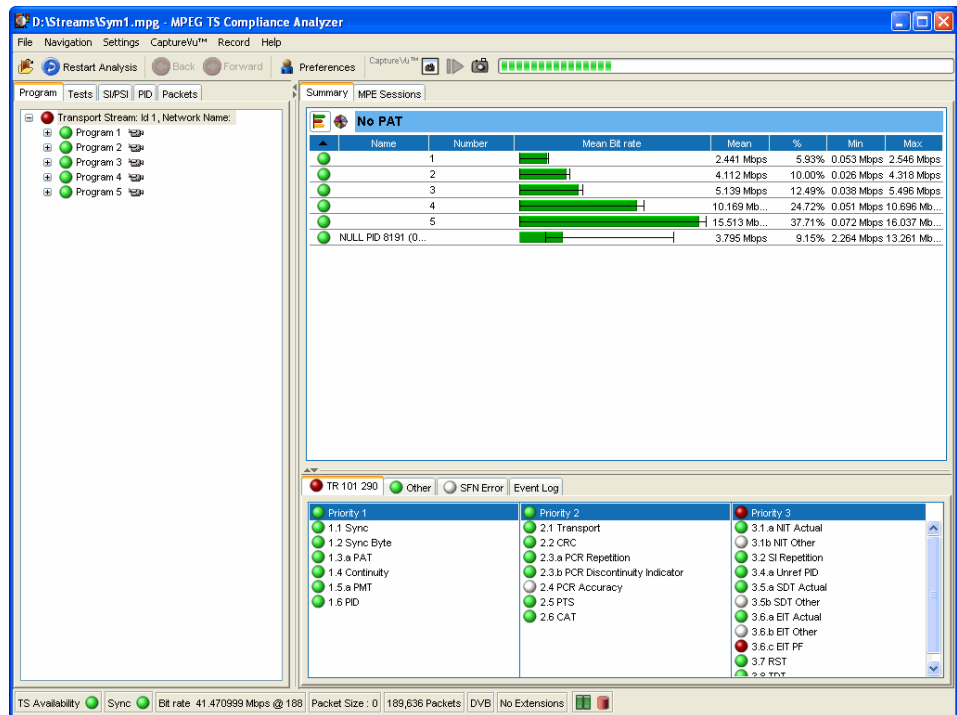 D:\Streams\Sym1.mpg - MPEG TS Compliance Analyzer
File Navigation Settings CaptureVu™ Record Help
Restart Analysis Back Forward Preferences CaptureVu™
Program Tests SI/PSI PID Packets
Summary MPE Sessions
Transport Stream: Id 1, Network Name:
Program 1
Program 2
Program 3
Program 4
Program 5
No PAT
Name Number Mean Bit rate Mean % Min Max
1 2.441 Mbps 5.93% 0.053 Mbps 2.546 Mbps
2 4.112 Mbps 10.00% 0.026 Mbps 4.318 Mbps
3 5.139 Mbps 12.49% 0.038 Mbps 5.496 Mbps
4 10.169 Mb... 24.72% 0.051 Mbps 10.696 Mb...
5 15.513 Mb... 37.71% 0.072 Mbps 16.037 Mb...
NULL PID 8191 (0... 3.795 Mbps 9.15% 2.264 Mbps 13.261 Mb...
TR 101 290 Other SFN Error Event Log
Priority 1
1.1 Sync
1.2 Sync Byte
1.3.a PAT
1.4 Continuity
1.5.a PMT
1.6 PID
Priority 2
2.1 Transport
2.2 CRC
2.3.a PCR Repetition
2.3.b PCR Discontinuity Indicator
2.4 PCR Accuracy
2.5 PTS
2.6 CAT
Priority 3
3.1.a NIT Actual
3.1b NIT Other
3.2 SI Repetition
3.4.a Unref PID
3.5.a SDT Actual
3.5b SDT Other
3.6.a EIT Actual
3.6.b EIT Other
3.6.c EIT PF
3.7 RST
3.8 TDT
TS Availability Sync Bit rate 41.470999 Mbps @ 188 Packet Size : 0 189,636 Packets DVB No Extensions